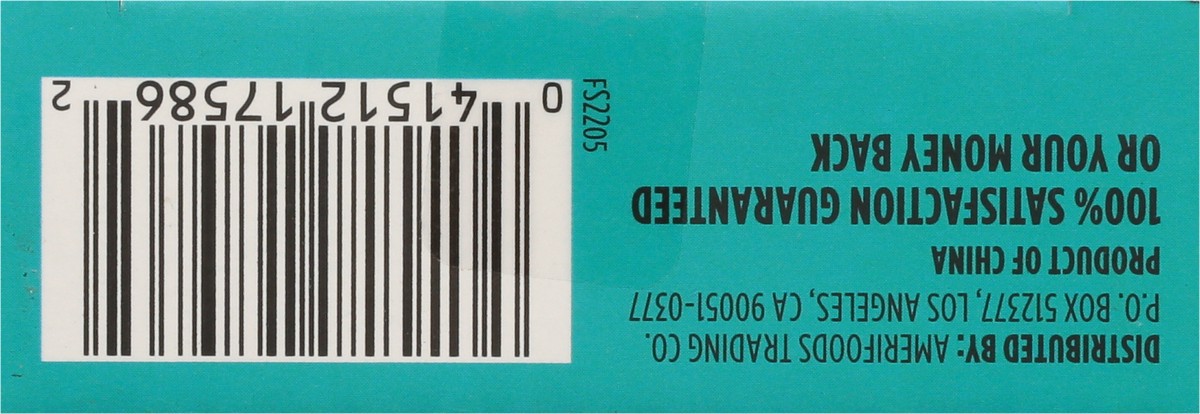 DISTRIBUTED BY: AMERIFOODS TRADING CO.
P.O. BOX 512377, LOS ANGELES, CA 90051-0377
PRODUCT OF CHINA
100% SATISFACTION GUARANTEED
OR YOUR MONEY BACK
FS2205
0 41512 17586 2